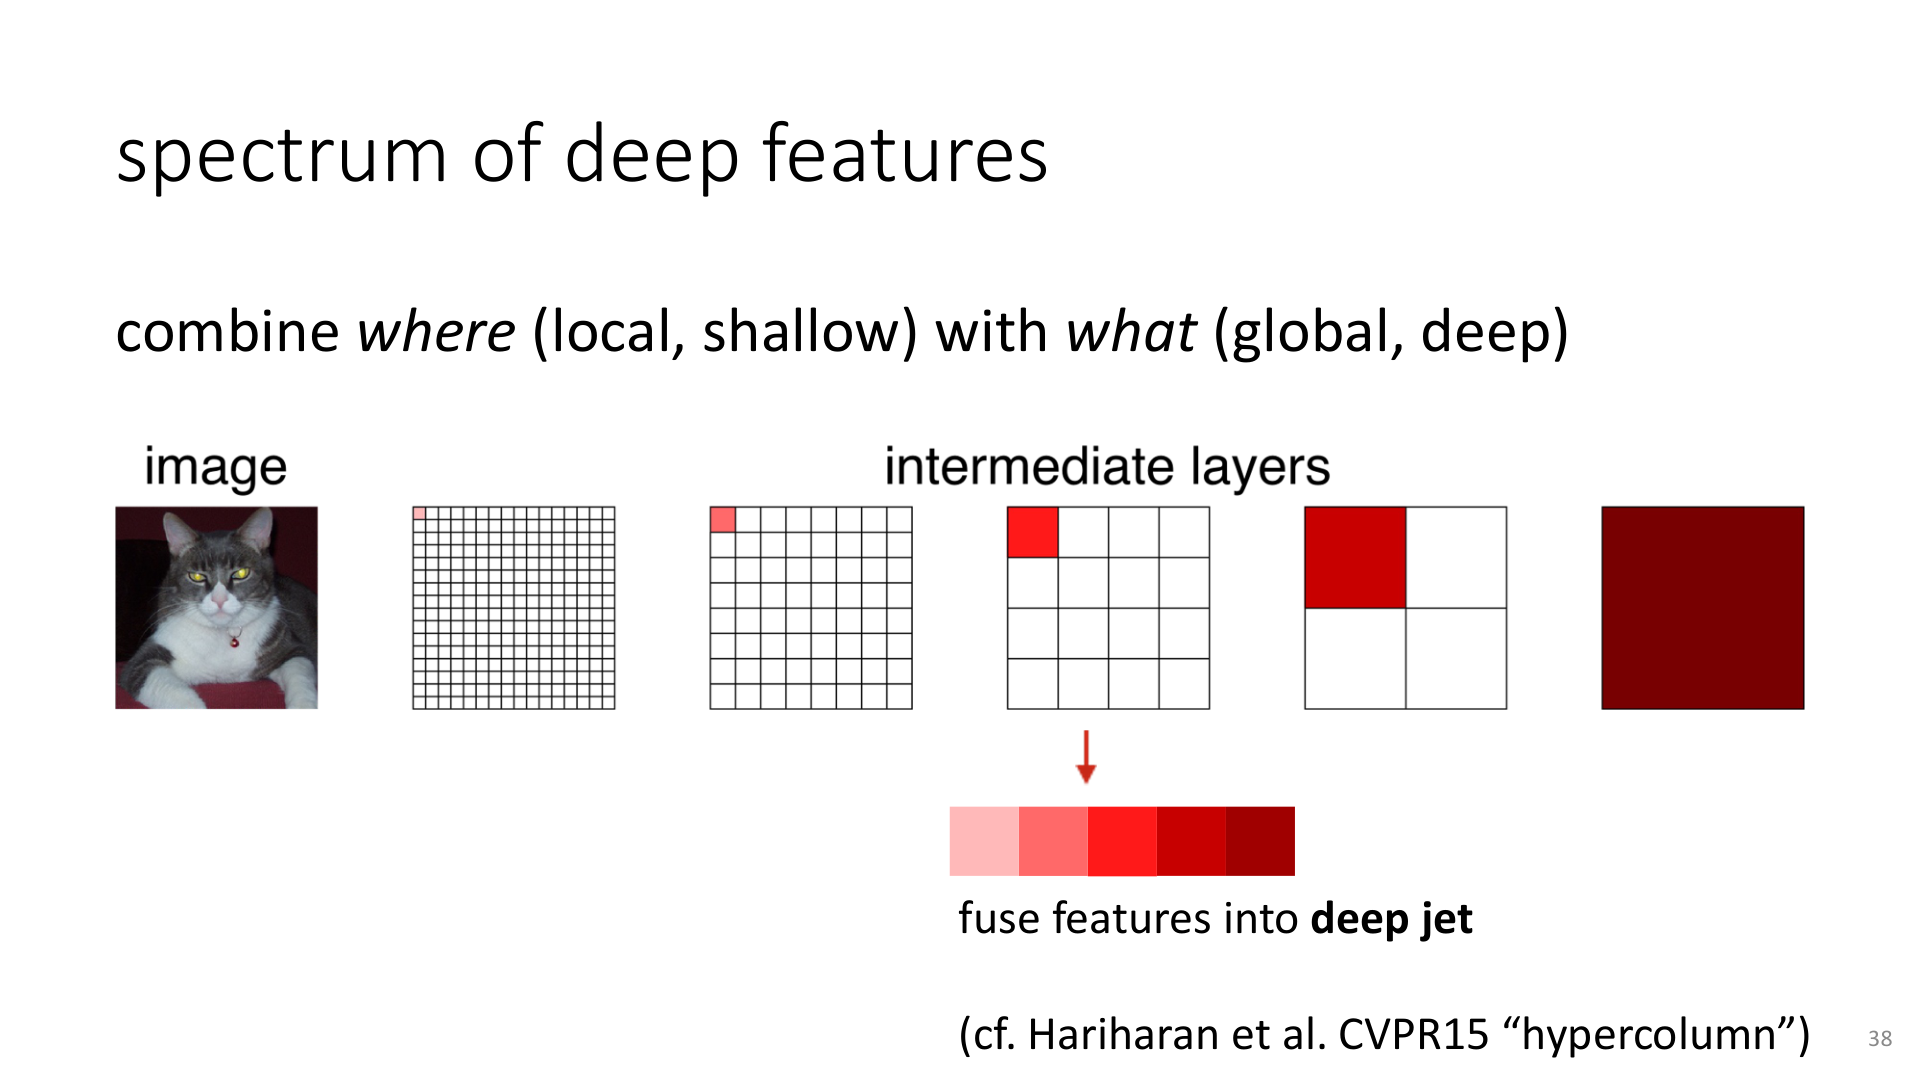 spectrum of deep features
combine where (local, shallow) with what (global, deep)
image
intermediate layers
fuse features into deep jet
(cf. Hariharan et al. CVPR15 “hypercolumn”)
38